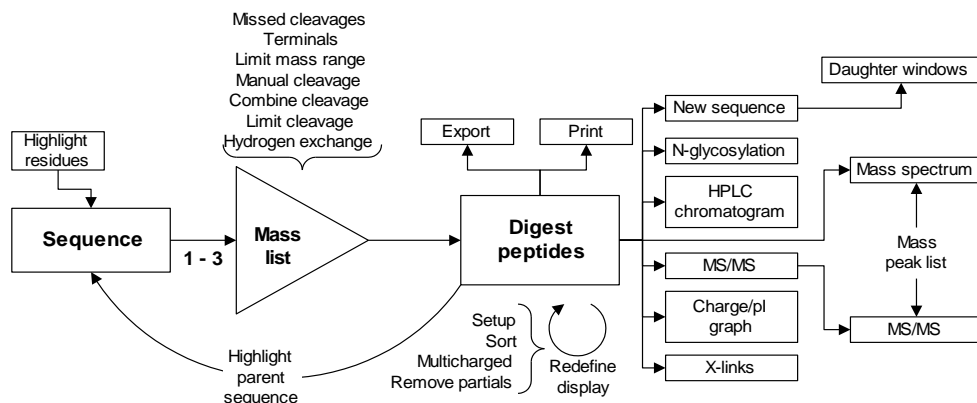 Missed cleavages
Terminals
Limit mass range
Manual cleavage
Combine cleavage
Limit cleavage
Hydrogen exchange
Highlight
residues
Sequence
1 - 3
Mass
list
Export
Print
Digest
peptides
Setup
Sort
Multicharged
Remove partials
Redefine
display
Highlight
parent
sequence
Daughter windows
New sequence
N-glycosylation
HPLC
chromatogram
MS/MS
Charge/pI
graph
X-links
Mass spectrum
Mass
peak list
MS/MS